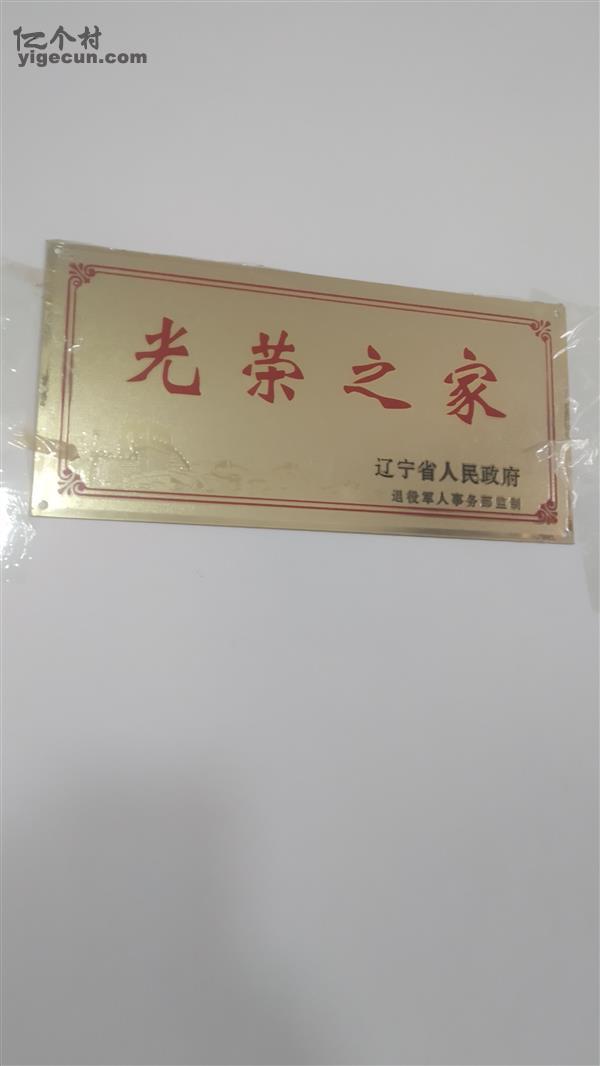 亿个村
yigecun.com
光荣之家
辽宁省人民政府
退役军人事务部监制